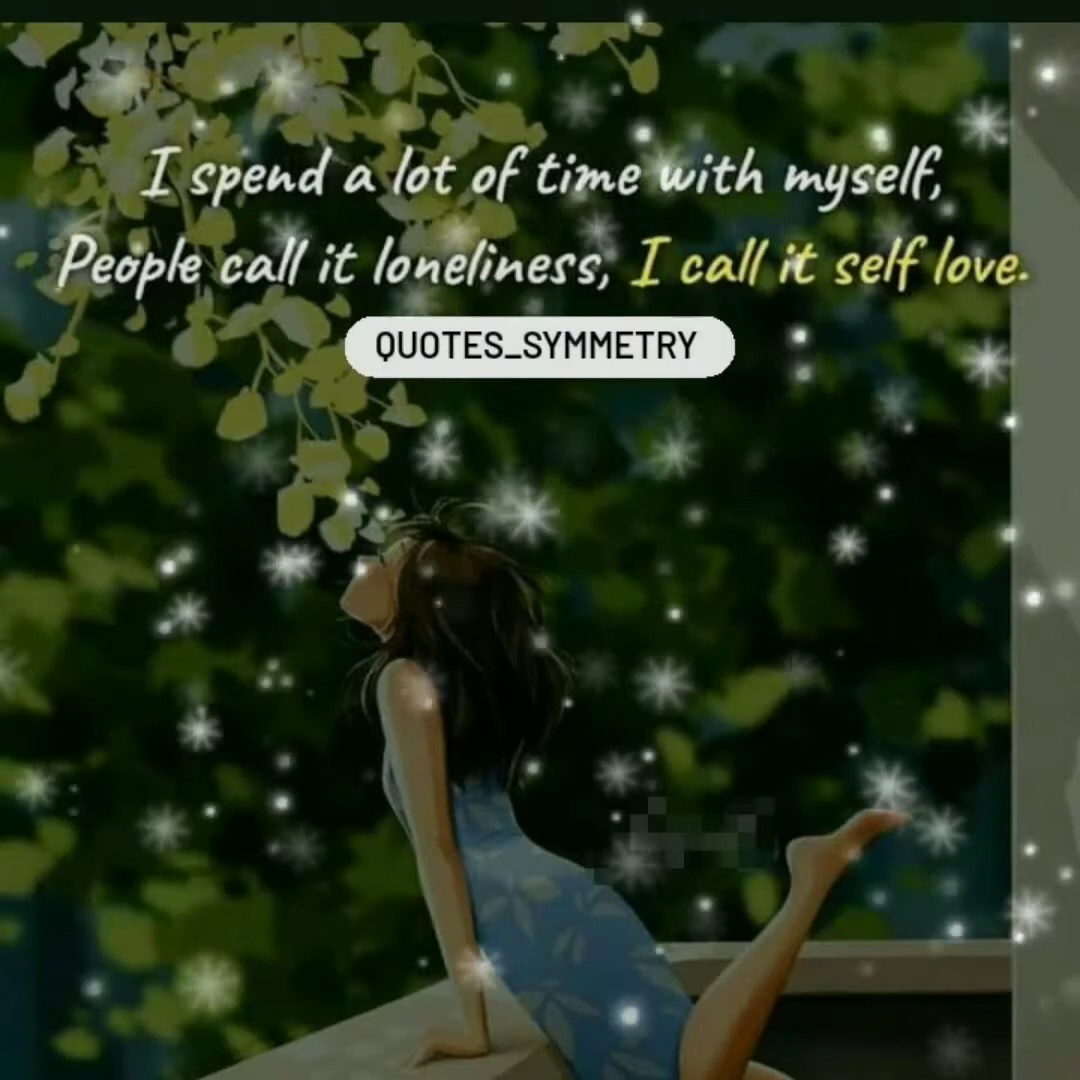 I spend a lot of time with myself,
People call it loneliness, I call it self love.
QUOTES_SYMMETRY